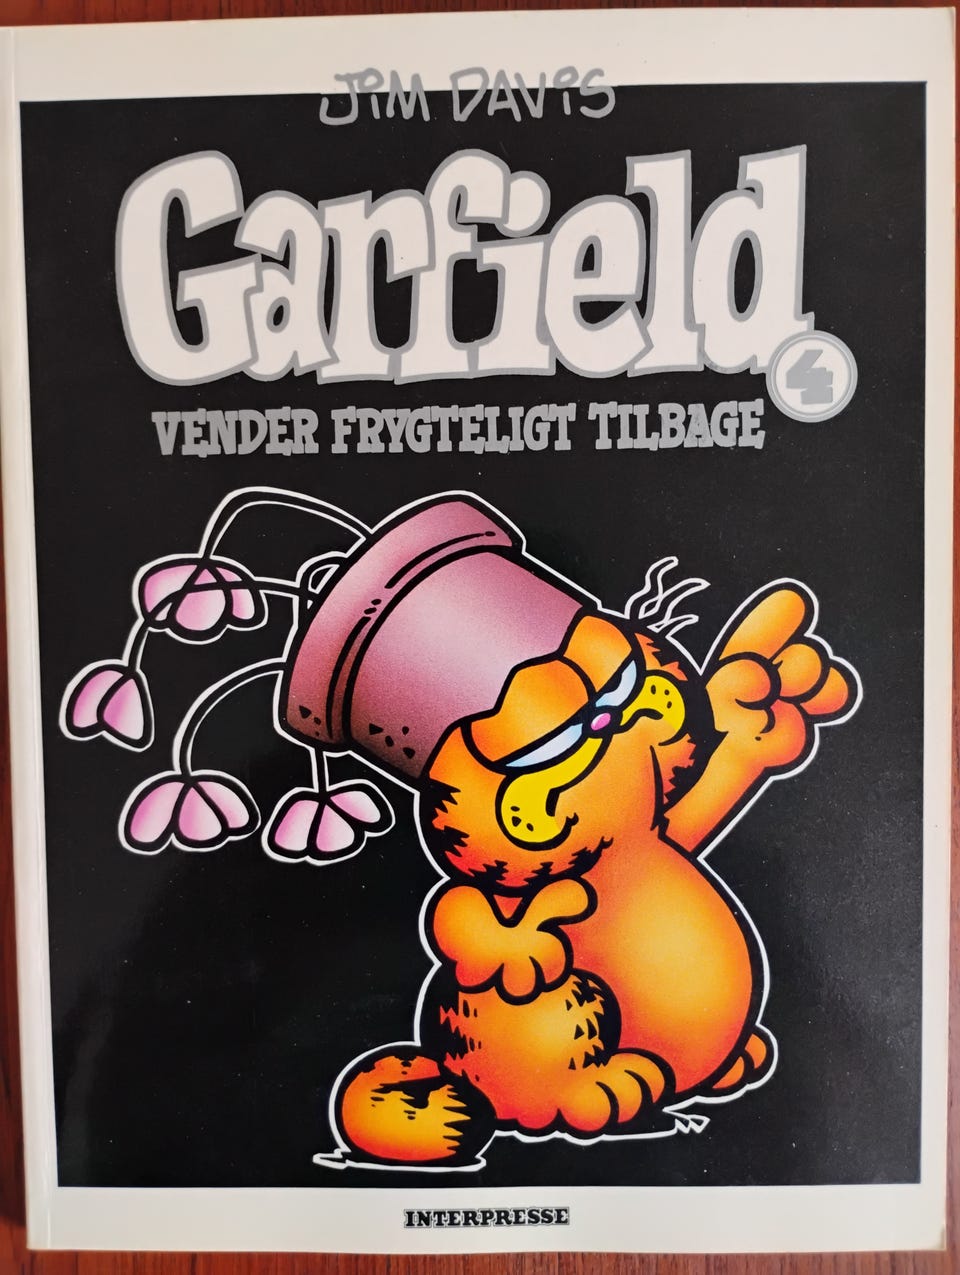 JiM DAViS
Garfield
4
VENDER FRYGTELIGT TILBAGE
INTERPRESSE